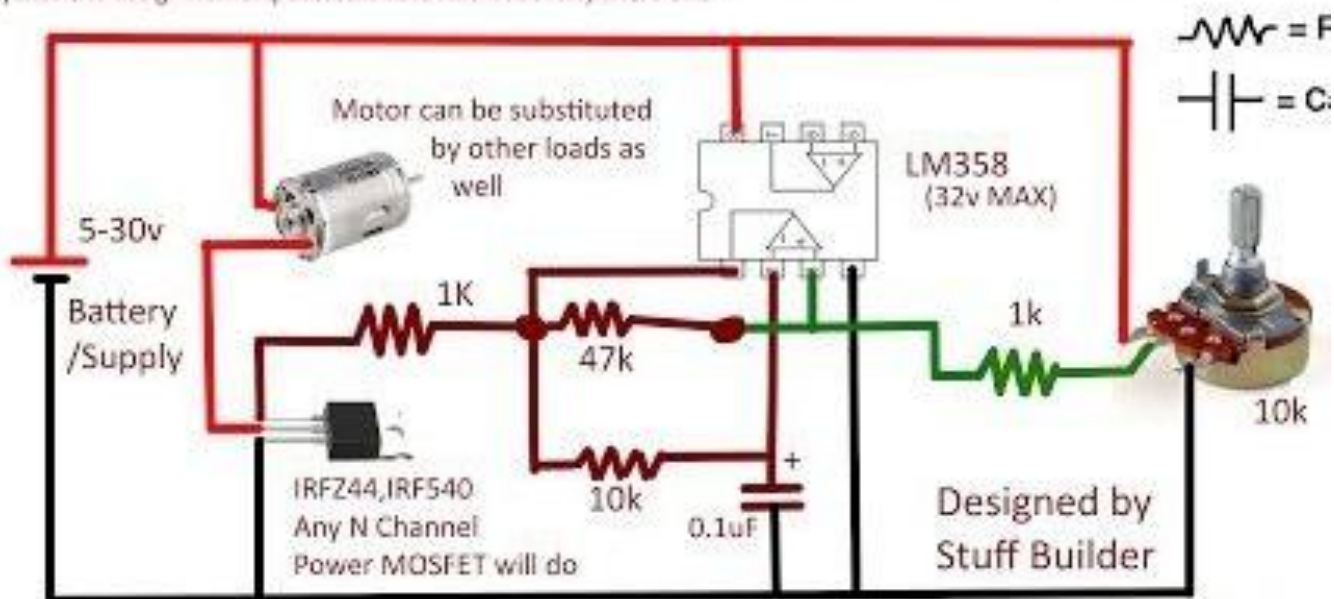 = F
= Ca
Motor can be substituted
by other loads as
well
LM358
(32v MAX)
5-30v
Battery
/Supply
1K
47k
1k
10k
10k
0.1uF
+
IRFZ44,IRF540
Any N Channel
Power MOSFET will do
Designed by
Stuff Builder